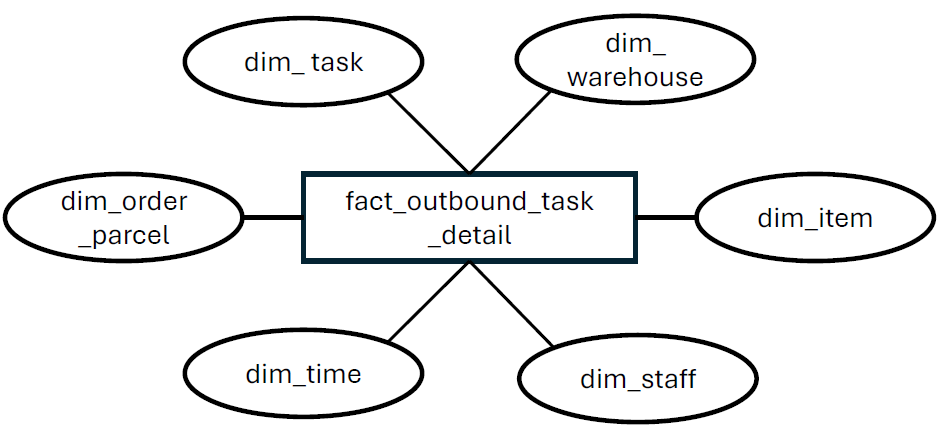 dim_ task
dim_
warehouse
dim_order
_parcel
fact_outbound_task
_detail
dim_item
dim_time
dim_staff